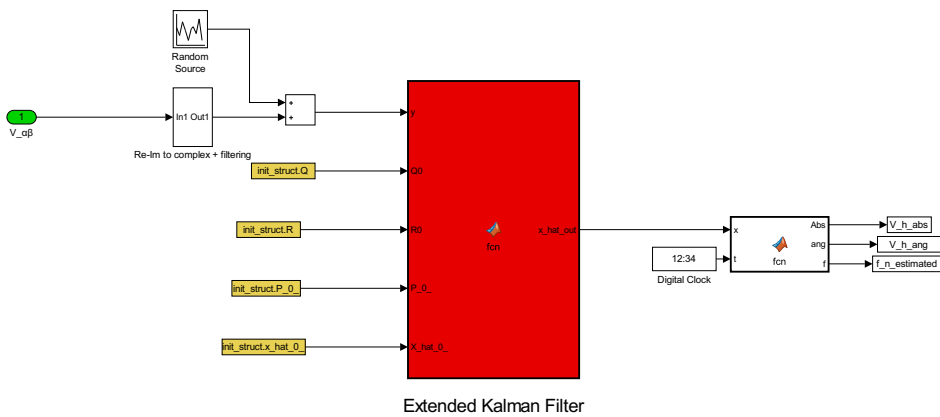 Random
Source
1
V_αβ
In1 Out1
Re-Im to complex + filtering
+
+
init_struct.Q
init_struct.R
init_struct.P_0_
init_struct.x_hat_0_
y
Q0
R0
P_0_
X_hat_0_
fcn
x_hat_out
Extended Kalman Filter
12:34
Digital Clock
x
t
fcn
Abs
ang
f
V_h_abs
V_h_ang
f_n_estimated